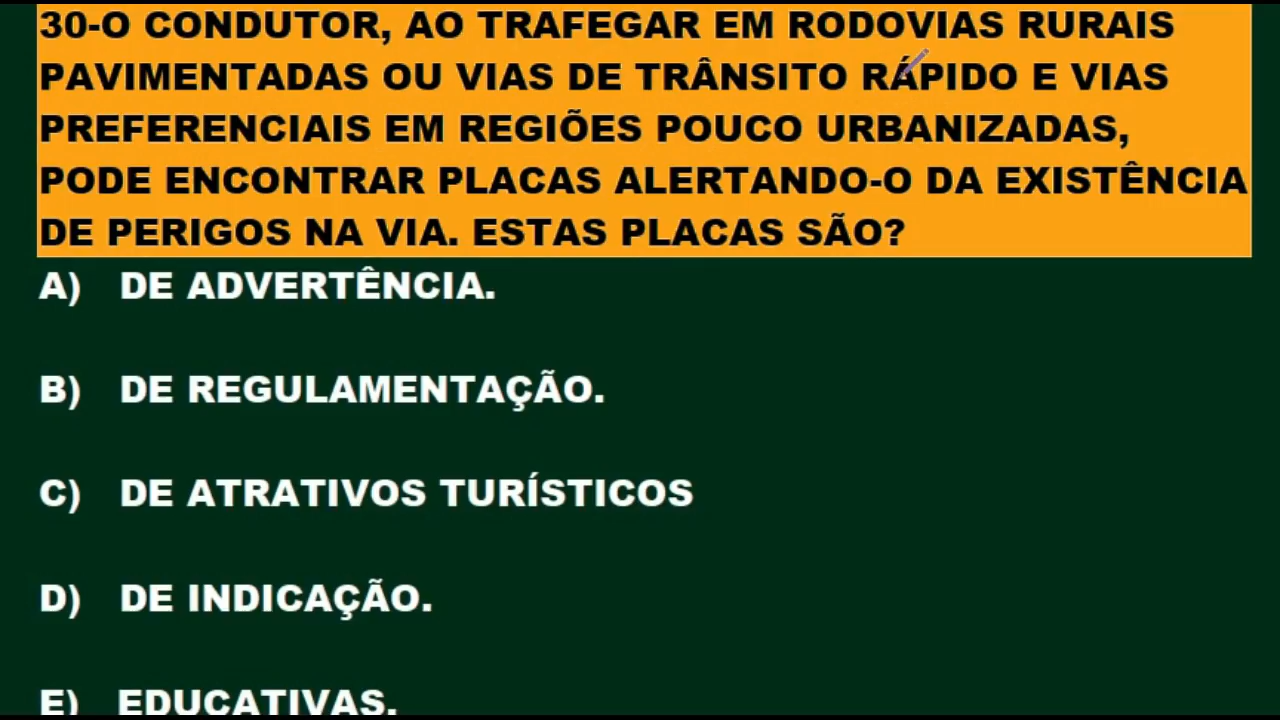 30-O CONDUTOR, AO TRAFEGAR EM RODOVIAS RURAIS
PAVIMENTADAS OU VIAS DE TRÂNSITO RÁPIDO E VIAS
PREFERENCIAIS EM REGIÕES POUCO URBANIZADAS,
PODE ENCONTRAR PLACAS ALERTANDO-O DA EXISTÊNCIA
DE PERIGOS NA VIA. ESTAS PLACAS SÃO?
A) DE ADVERTÊNCIA.
B) DE REGULAMENTAÇÃO.
C) DE ATRATIVOS TURÍSTICOS
D) DE INDICAÇÃO.
E) EDUCATIVAS.